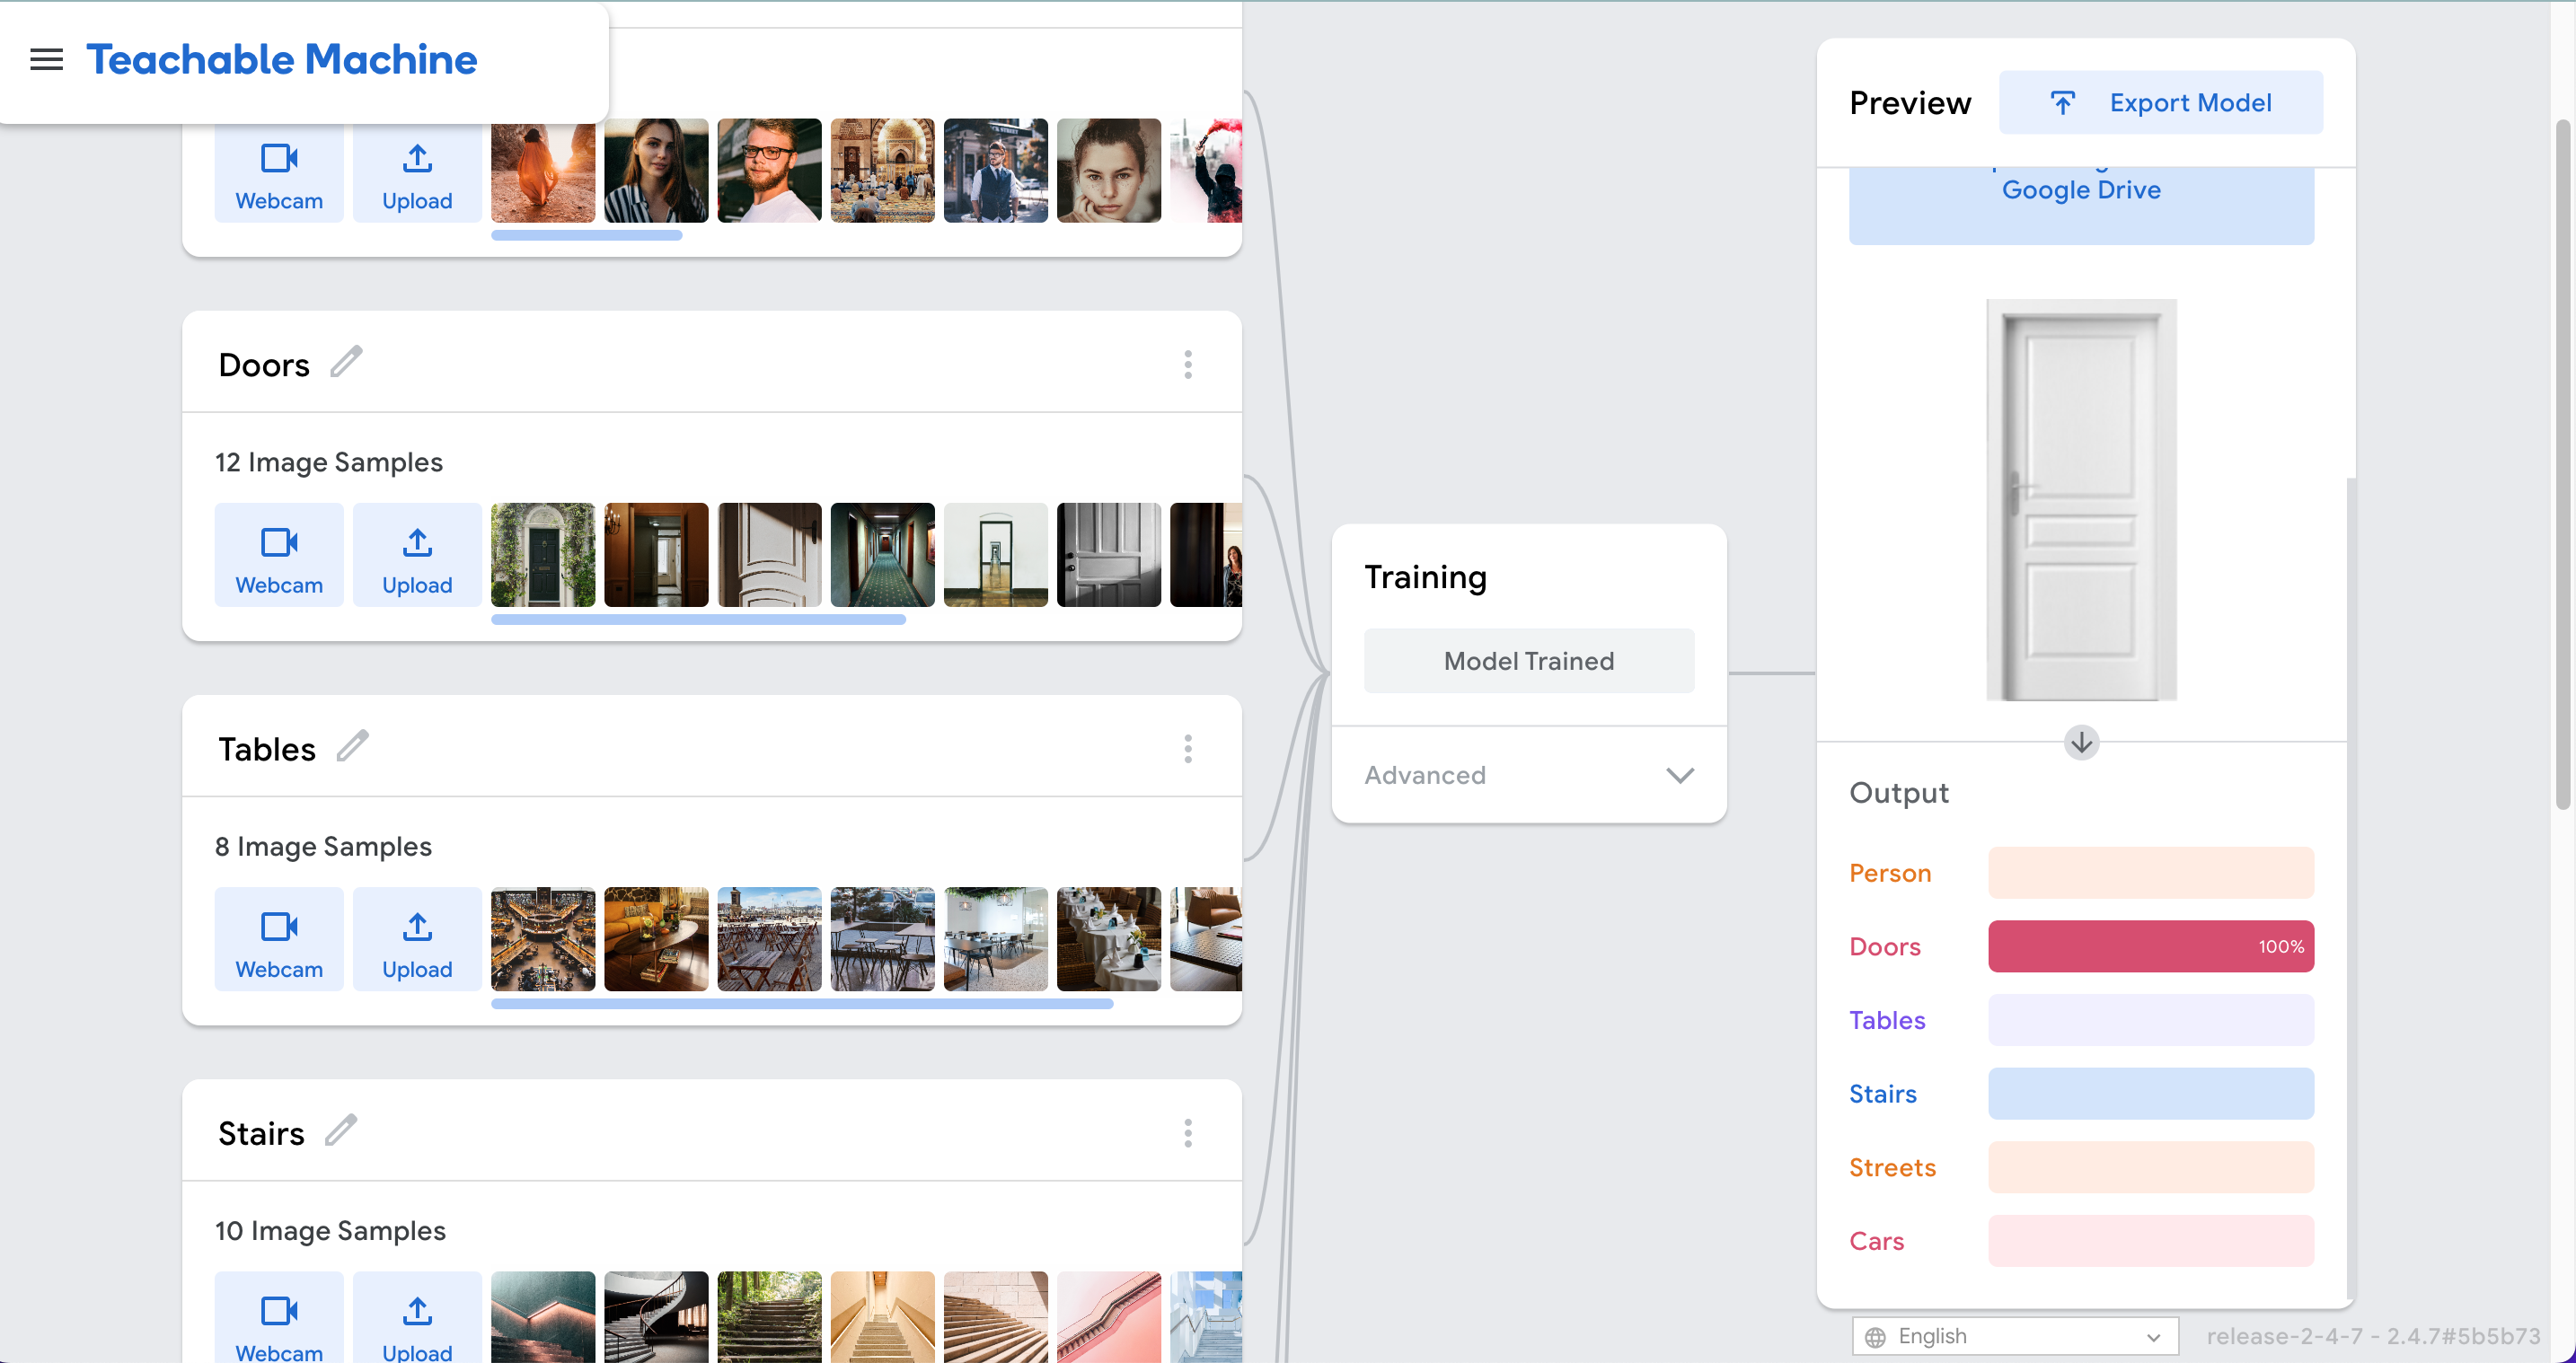 Teachable Machine
Webcam
Upload
Doors
12 Image Samples
Webcam
Upload
Tables
8 Image Samples
Webcam
Upload
Stairs
10 Image Samples
Webcam
Upload
Training
Model Trained
Advanced
Preview
Export Model
Google Drive
Output
Person
Doors
100%
Tables
Stairs
Streets
Cars
English
release-2-4-7 - 2.4.7#5b5b73